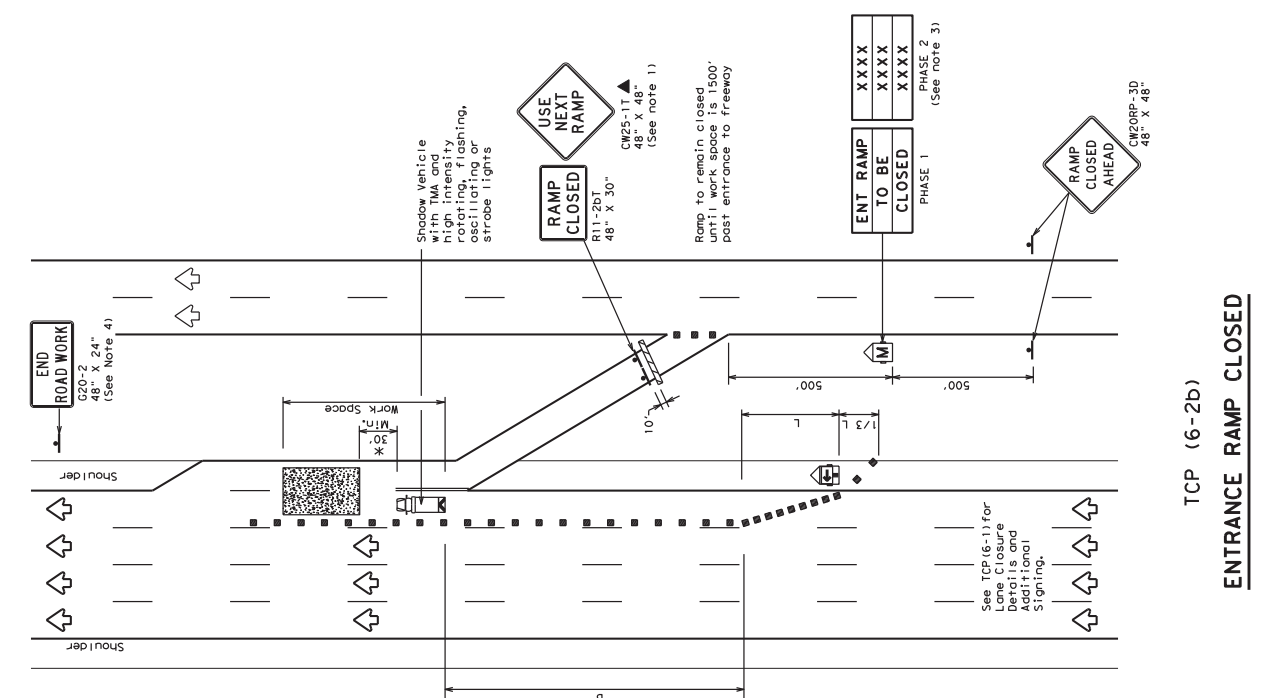 END
ROAD WORK
G20-2
48" X 24"
(See Note 4)
Shoulder
Shoulder
Work Space
Min.
30'
*
Shadow Vehicle
with TMA and
high intensity
rotating, flashing,
oscillating or
strobe lights
USE
NEXT
RAMP
CW25-1T
48" X 48"
(See note 1)
RAMP
CLOSED
R11-2bT
48" X 30"
Ramp to remain closed
until work space is 1500'
past entrance to freeway
10'
XXXX
XXXX
XXXX
PHASE 2
(See note 3)
ENT RAMP
TO BE
CLOSED
PHASE 1
M
500'
500'
L
1/3 L
RAMP
CLOSED
AHEAD
CW20RP-3D
48" X 48"
See TCP(6-1)for
Lane Closure
Details and
Additional
Signing.
TCP (6-2b)
ENTRANCE RAMP CLOSED